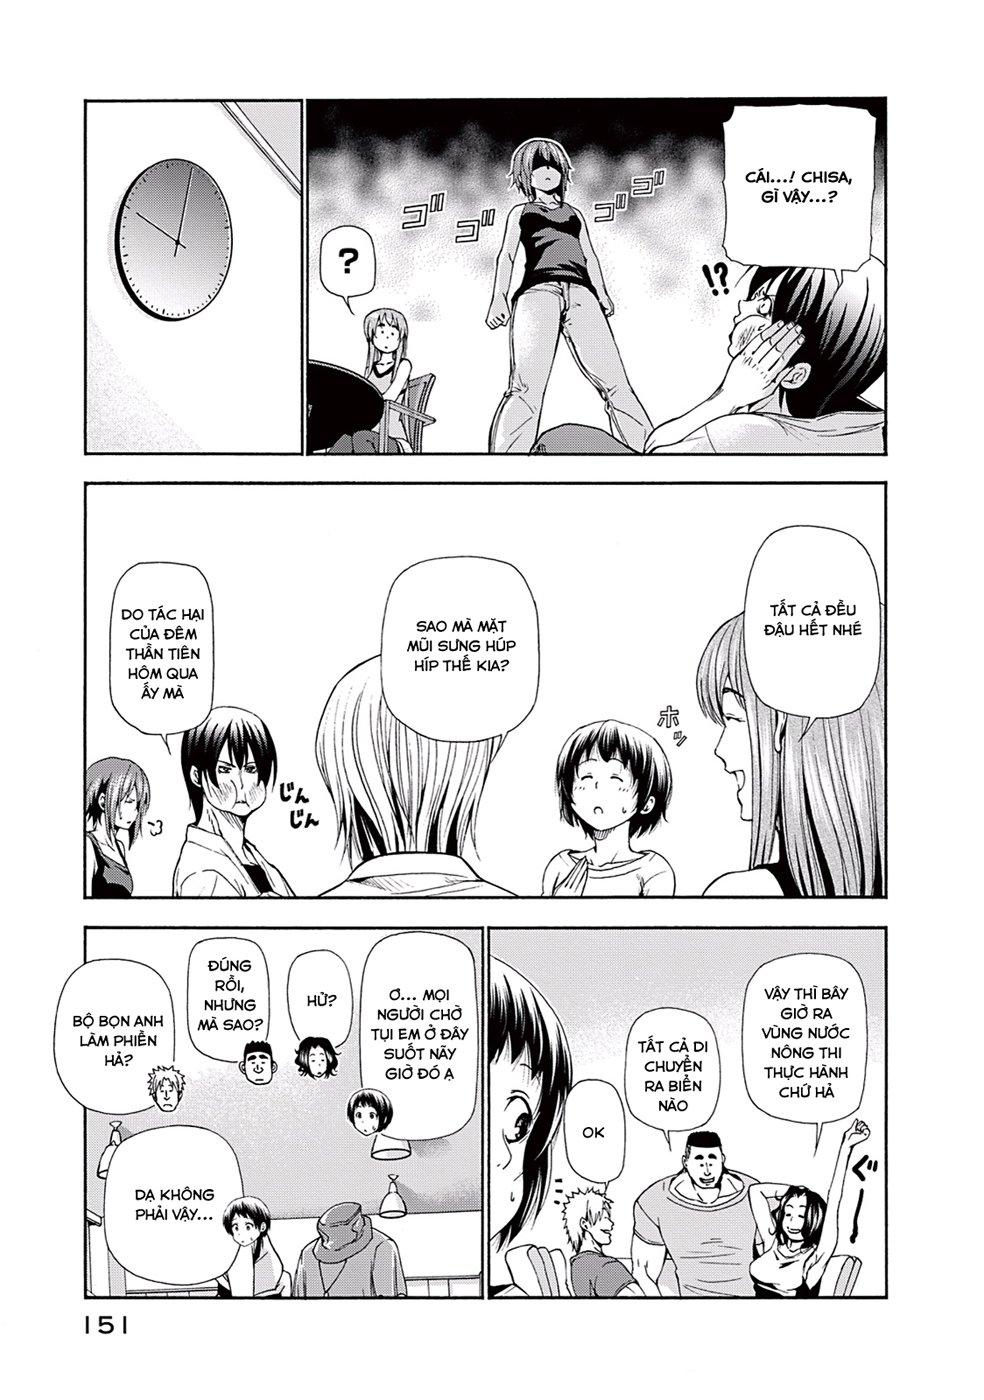 CÁI...! CHISA,
GÌ VẬY...?
!?
ゴゴ
ゴゴ
?
TẤT CẢ ĐỀU
ĐẬU HẾT NHÉ
ホッ
SAO MÀ MẶT
MŨI SƯNG HÚP
HÍP THẾ KIA?
じんじん
DO TÁC HẠI
CỦA ĐÊM
THẦN TIÊN
HÔM QUA
ẤY MÀ
VẬY THÌ BÂY
GIỜ RA
VÙNG NƯỚC
NÔNG THI
THỰC HÀNH
CHỨ HẢ
ぐーっ
TẤT CẢ DI
CHUYỂN
RA BIỂN
NÀO
OK
Ơ... MỌI
NGƯỜI CHỜ
TỤI EM Ở ĐÂY
SUỐT NÃY
GIỜ ĐÓ Ạ
HỬ?
ĐÚNG
RỒI,
NHƯNG
MÀ SAO?
BỘ BỌN ANH
LÀM PHIỀN
HẢ?
DẠ KHÔNG
PHẢI VẬY...
151